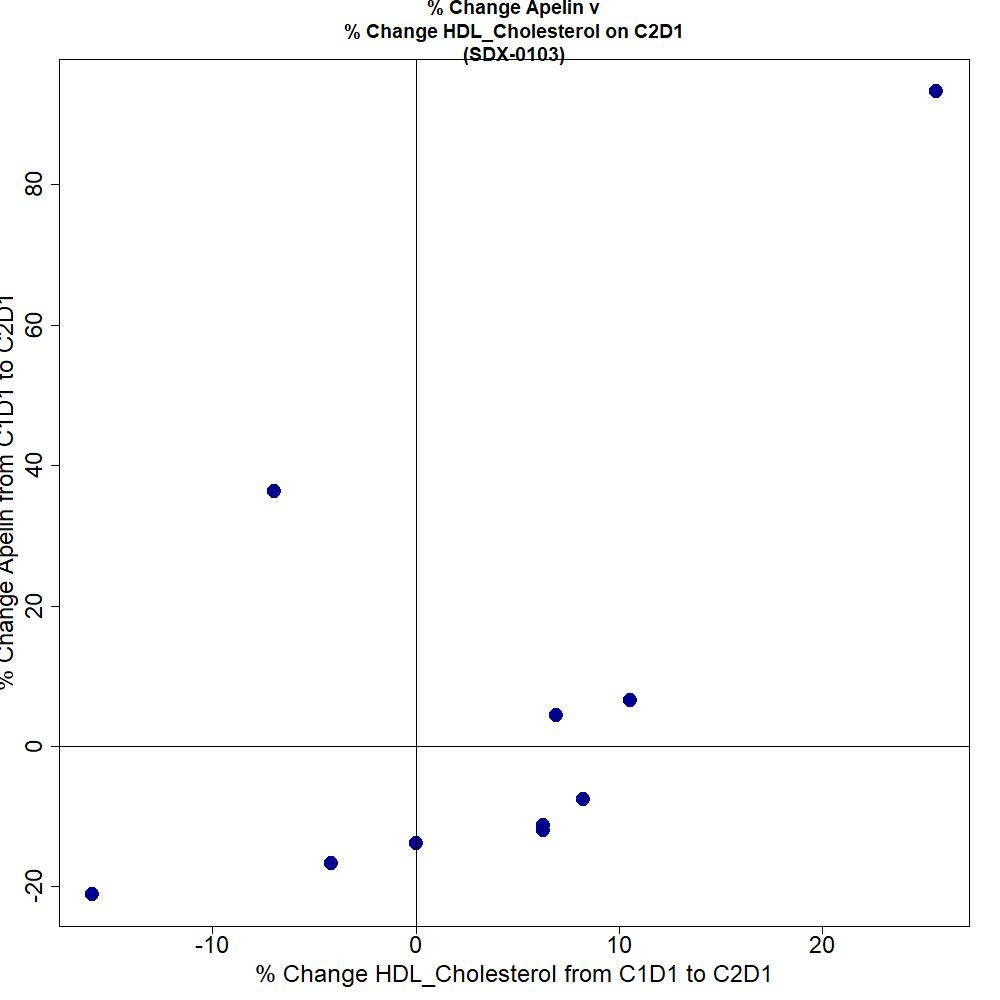 % Change Apelin v
% Change HDL_Cholesterol on C2D1
(SDX-0103)
% Change Apelin from C1D1 to C2D1
80
60
40
20
0
-20
-10
0
10
20
% Change HDL_Cholesterol from C1D1 to C2D1